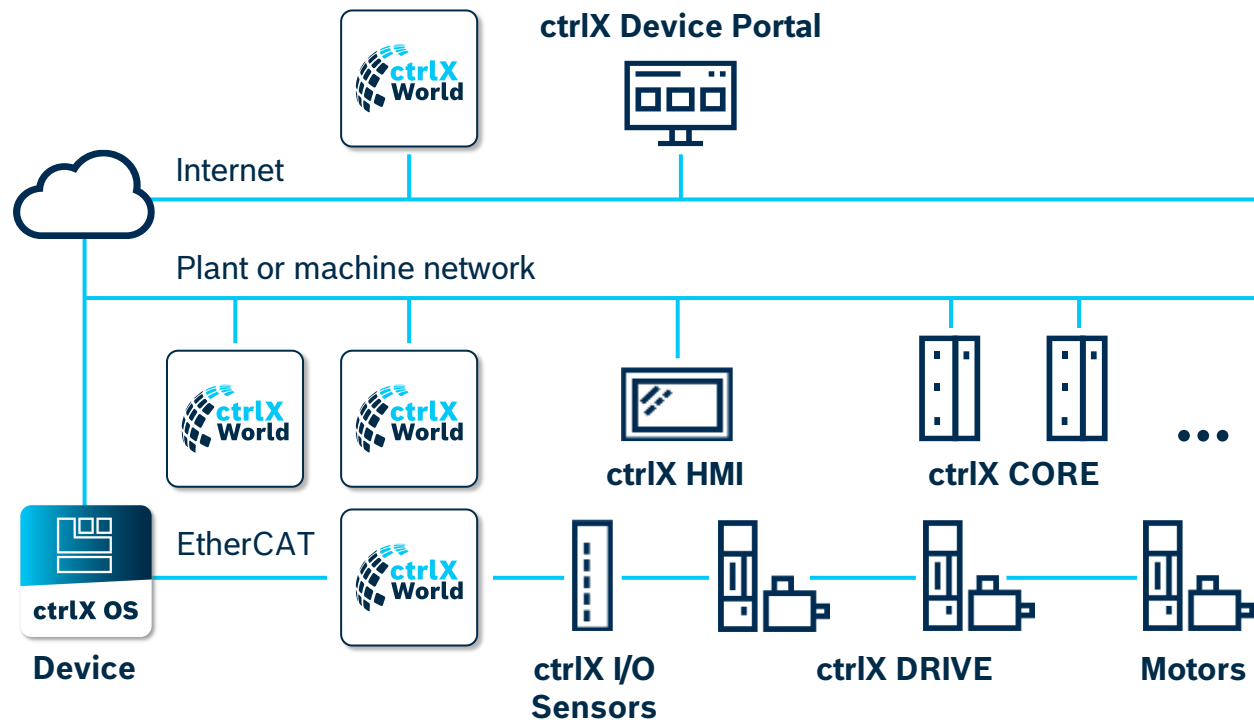 ctrlX Device Portal
ctrlX
World
Internet
Plant or machine network
ctrlX
World
ctrlX
World
ctrlX HMI
ctrlX CORE
...
EtherCAT
ctrlX
World
ctrlX OS
Device
ctrlX I/O
Sensors
ctrlX DRIVE
Motors